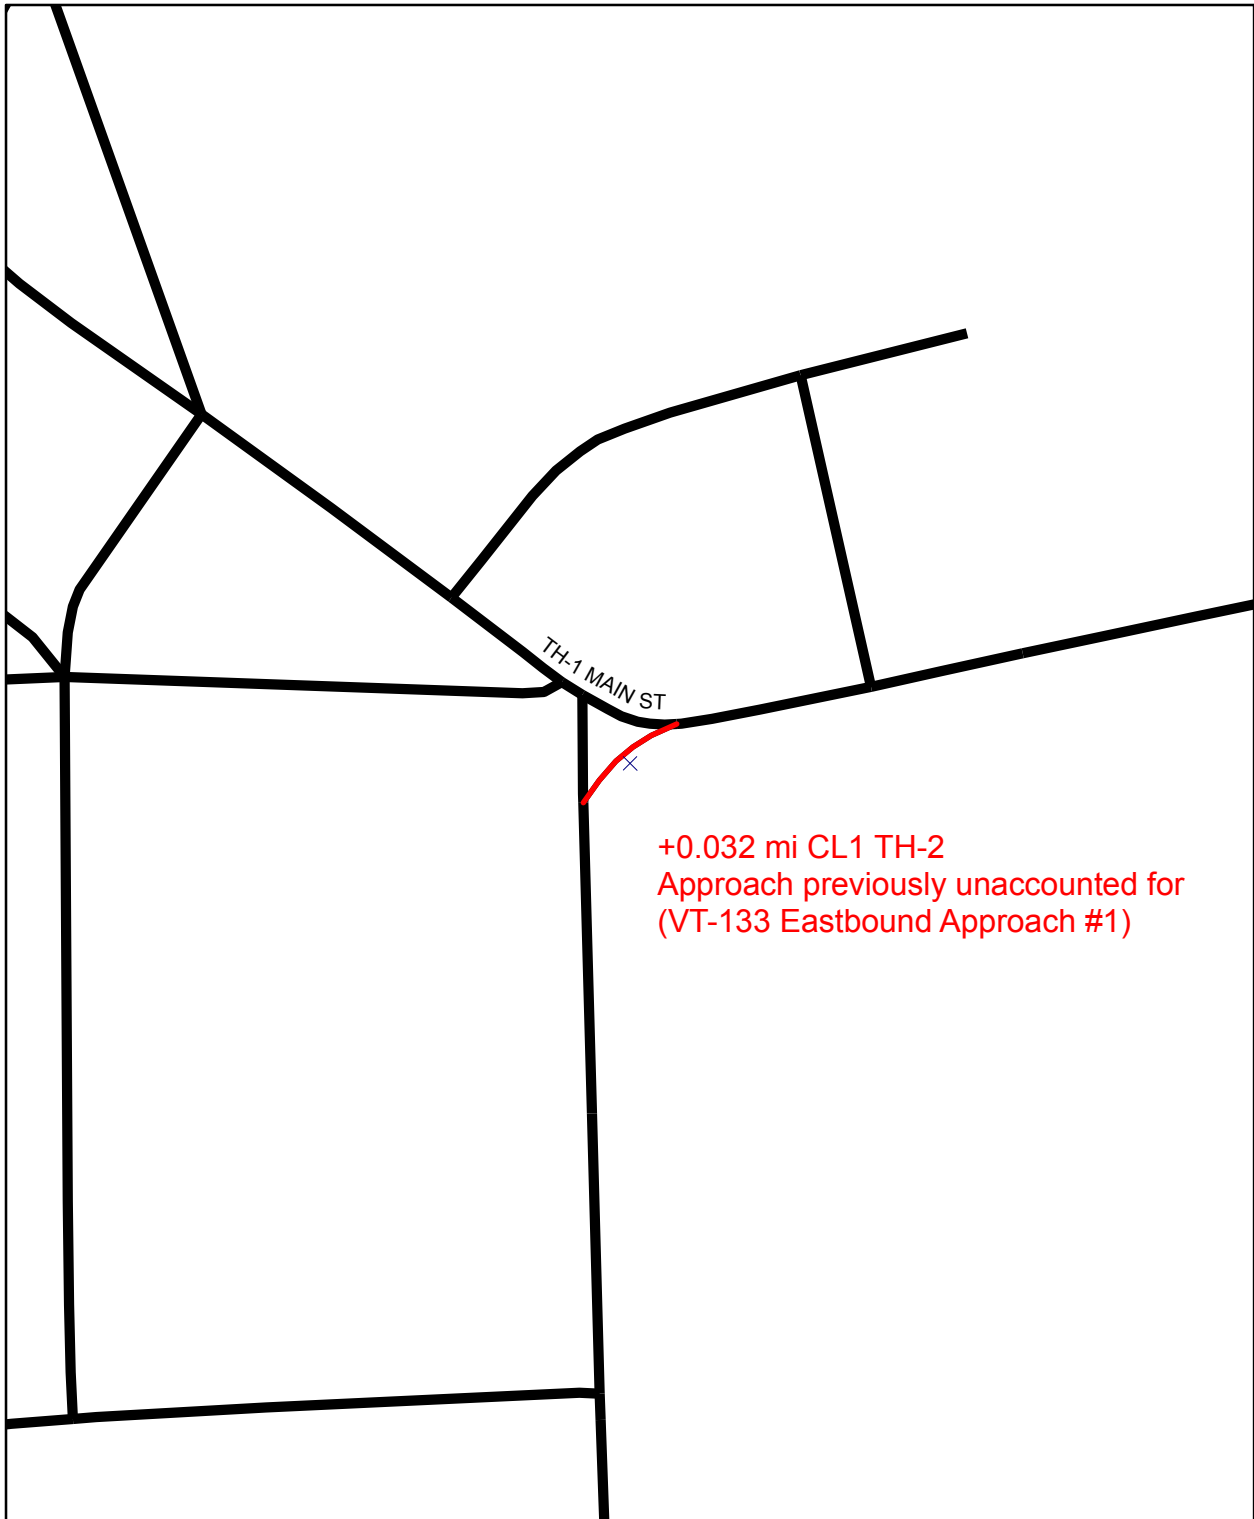 TH-1 MAIN ST
+0.032 mi CL1 TH-2
Approach previously unaccounted for
(VT-133 Eastbound Approach #1)